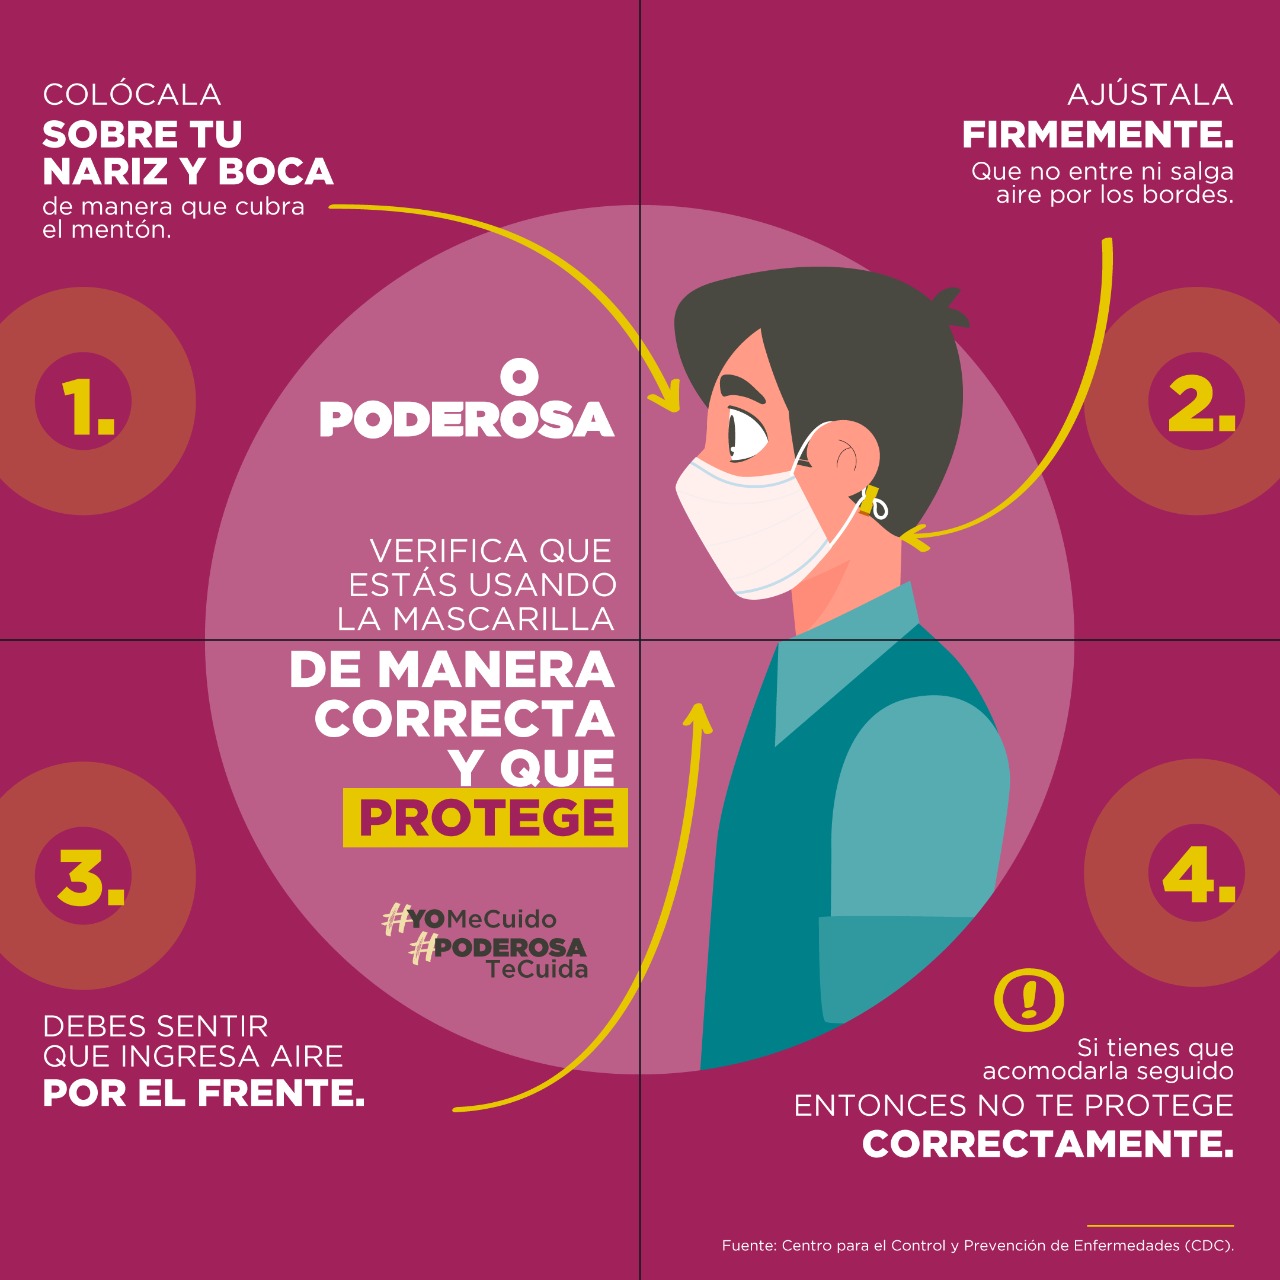 COLÓCALA
SOBRE TU
NARIZ Y BOCA
de manera que cubra
el mentón.
1.
AJÚSTALA
FIRMEMENTE.
Que no entre ni salga
aire por los bordes.
2.
PODEROSA
VERIFICA QUE
ESTÁS USANDO
LA MASCARILLA
DE MANERA
CORRECTA
Y QUE
PROTEGE
#YOMeCuido
#PODEROSA
TeCuida
3.
DEBES SENTIR
QUE INGRESA AIRE
POR EL FRENTE.
4.
!
Si tienes que
acomodarla seguido
ENTONCES NO TE PROTEGE
CORRECTAMENTE.
Fuente: Centro para el Control y Prevención de Enfermedades (CDC).